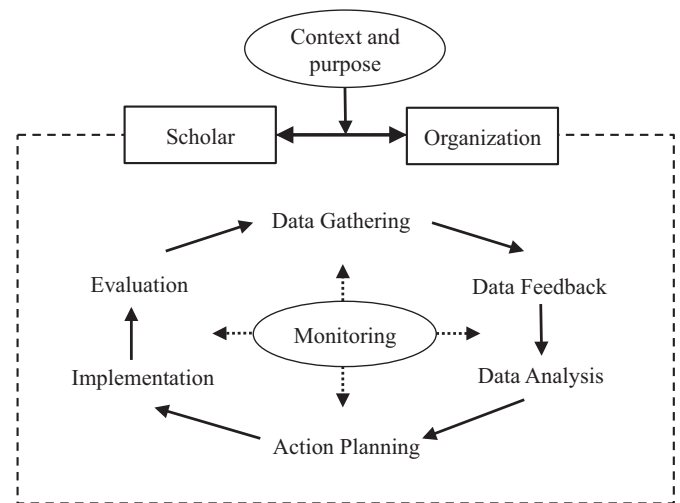 Context and
purpose
Scholar
Organization
Data Gathering
Evaluation
Data Feedback
Monitoring
Implementation
Data Analysis
Action Planning